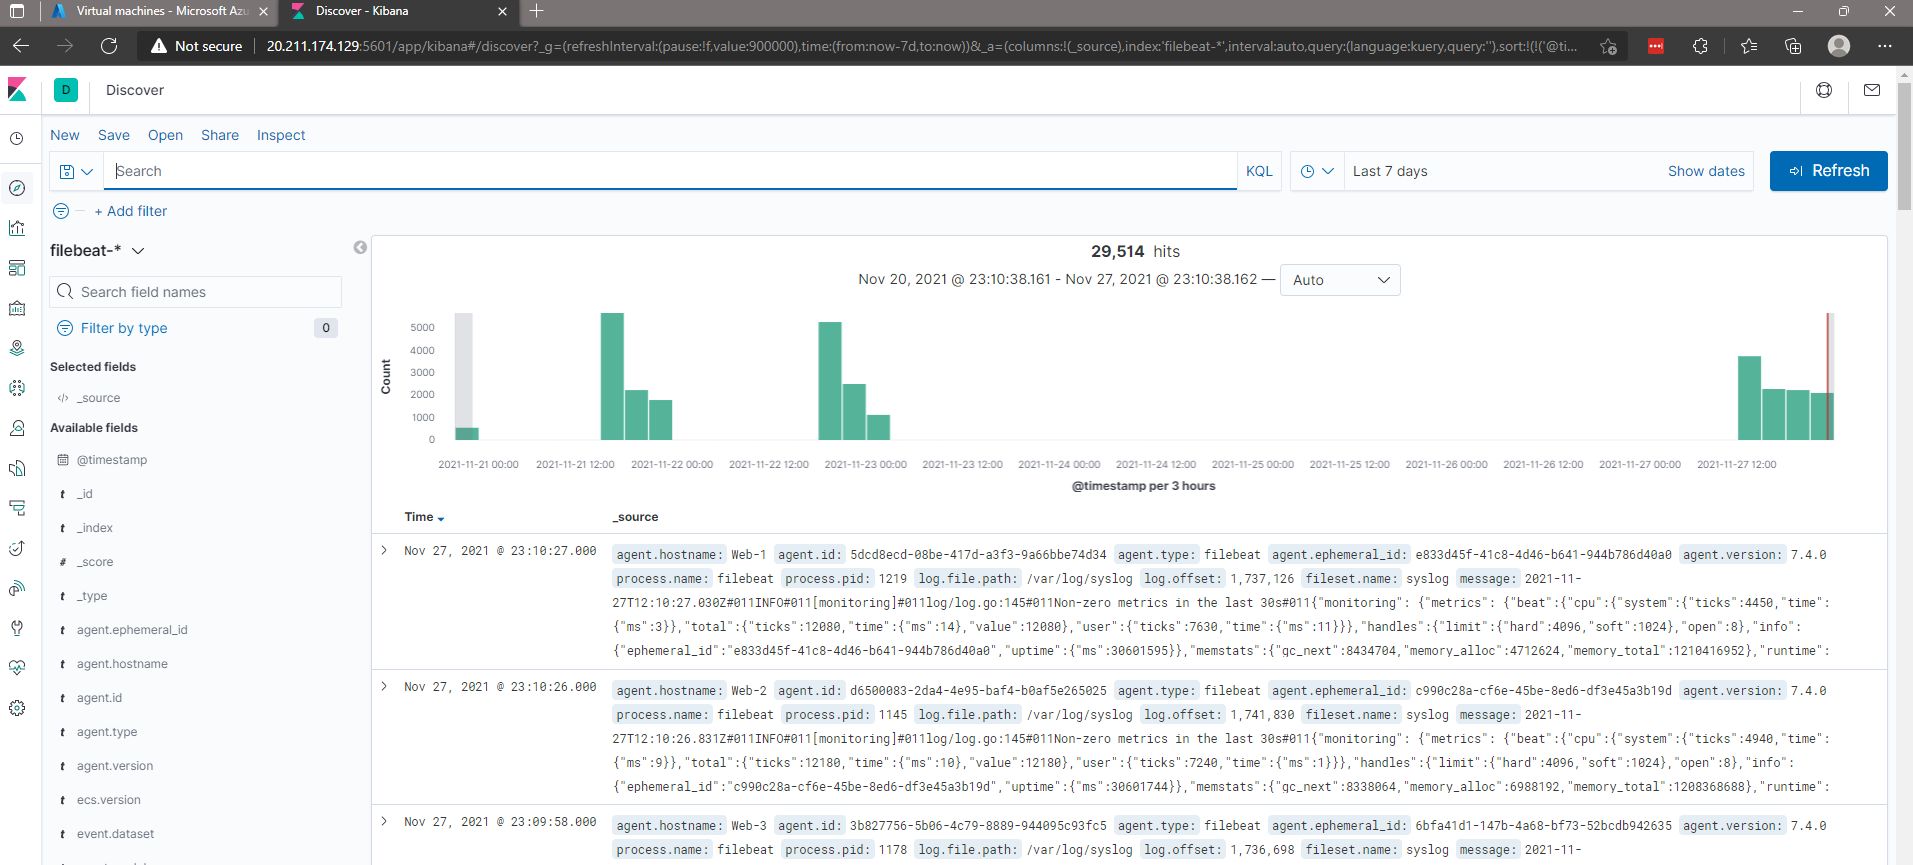 Virtual machines - Microsoft Azu
Discover - Kibana
Not secure
20.211.174.129:5601/app/kibana#/discover?_g=(refreshInterval:(pause:!f,value:900000),time:(from:now-7d,to:now))&_a=(columns:!(_source),index:'filebeat-*',interval:auto,query:(language:kuery,query:''),sort:!(!('@ti...
D
Discover
New Save Open Share Inspect
Search
KQL
Last 7 days
Show dates
Refresh
+ Add filter
filebeat-*
Search field names
Filter by type
0
Selected fields
_source
Available fields
@timestamp
t _id
t _index
# _score
t _type
t agent.ephemeral_id
t agent.hostname
t agent.id
t agent.type
t agent.version
t ecs.version
t event.dataset
29,514 hits
Nov 20, 2021 @ 23:10:38.161 - Nov 27, 2021 @ 23:10:38.162 —
Auto
Count
5000
4000
3000
2000
1000
0
2021-11-21 00:00 2021-11-21 12:00 2021-11-22 00:00 2021-11-22 12:00 2021-11-23 00:00 2021-11-23 12:00 2021-11-24 00:00 2021-11-24 12:00 2021-11-25 00:00 2021-11-25 12:00 2021-11-26 00:00 2021-11-26 12:00 2021-11-27 00:00 2021-11-27 12:00
@timestamp per 3 hours
Time _source
Nov 27, 2021 @ 23:10:27.000 agent.hostname: Web-1 agent.id: 5dcd8ecd-08be-417d-a3f3-9a66bbe74d34 agent.type: filebeat agent.ephemeral_id: e833d45f-41c8-4d46-b641-944b786d40a0 agent.version: 7.4.0
process.name: filebeat process.pid: 1219 log.file.path: /var/log/syslog log.offset: 1,737,126 fileset.name: syslog message: 2021-11-
27T12:10:27.030Z#011INFO#011[monitoring]#011log/log.go:145#011Non-zero metrics in the last 30s#011{"monitoring": {"metrics": {"beat":{"cpu":{"system":{"ticks":4450,"time":
{"ms":3}},"total":{"ticks":12080,"time":{"ms":14},"value":12080},"user":{"ticks":7630,"time":{"ms":11}}},"handles":{"limit":{"hard":4096,"soft":1024},"open":8},"info":
{"ephemeral_id":"e833d45f-41c8-4d46-b641-944b786d40a0","uptime":{"ms":30601595}},"memstats":{"gc_next":8434704,"memory_alloc":4712624,"memory_total":1210416952},"runtime":
Nov 27, 2021 @ 23:10:26.000 agent.hostname: Web-2 agent.id: d6500083-2da4-4e95-baf4-b0af5e265025 agent.type: filebeat agent.ephemeral_id: c990c28a-cf6e-45be-8ed6-df3e45a3b19d agent.version: 7.4.0
process.name: filebeat process.pid: 1145 log.file.path: /var/log/syslog log.offset: 1,741,830 fileset.name: syslog message: 2021-11-
27T12:10:26.831Z#011INFO#011[monitoring]#011log/log.go:145#011Non-zero metrics in the last 30s#011{"monitoring": {"metrics": {"beat":{"cpu":{"system":{"ticks":4940,"time":
{"ms":9}},"total":{"ticks":12180,"time":{"ms":10},"value":12180},"user":{"ticks":7240,"time":{"ms":1}}},"handles":{"limit":{"hard":4096,"soft":1024},"open":8},"info":
{"ephemeral_id":"c990c28a-cf6e-45be-8ed6-df3e45a3b19d","uptime":{"ms":30601744}},"memstats":{"gc_next":8338064,"memory_alloc":6988192,"memory_total":1208368688},"runtime":
Nov 27, 2021 @ 23:09:58.000 agent.hostname: Web-3 agent.id: 3b827756-5b06-4c79-8889-944095c93fc5 agent.type: filebeat agent.ephemeral_id: 6bfa41d1-147b-4a68-bf73-52bcdb942635 agent.version: 7.4.0
process.name: filebeat process.pid: 1178 log.file.path: /var/log/syslog log.offset: 1,736,698 fileset.name: syslog message: 2021-11-